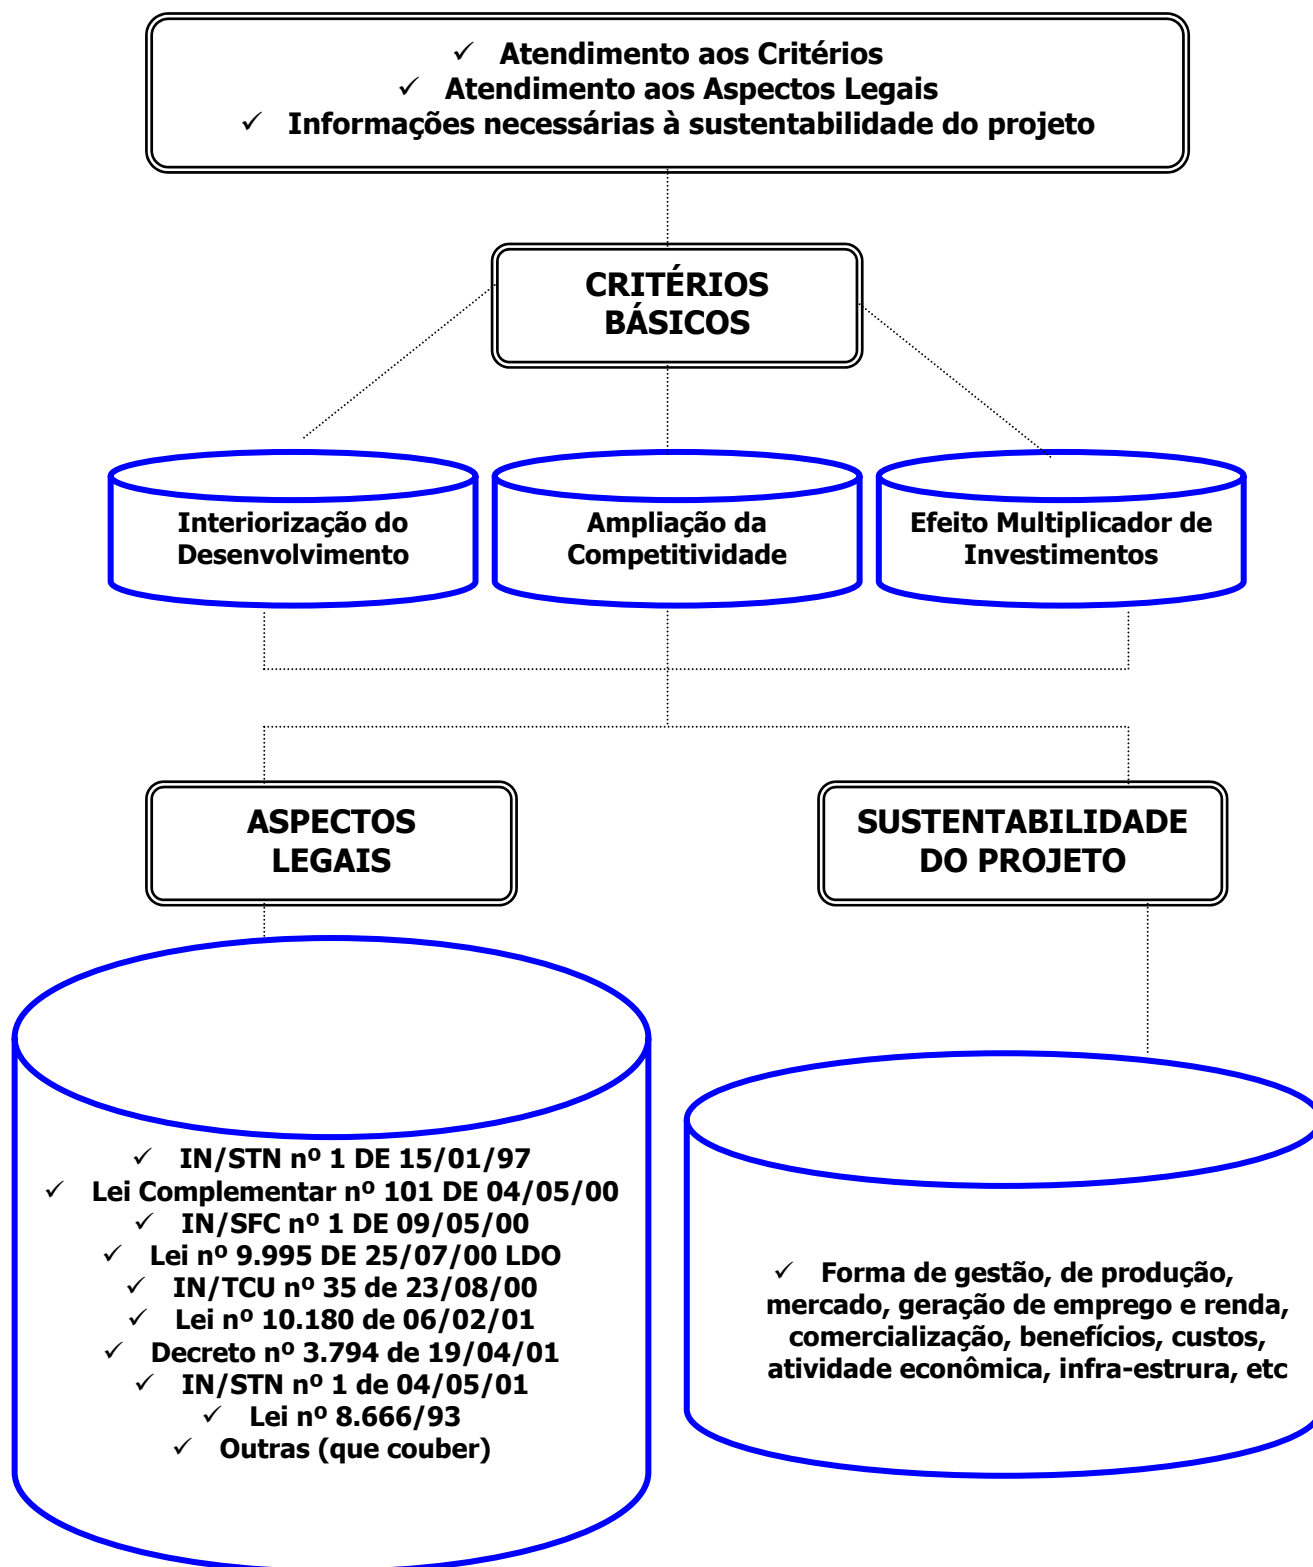 ✓ Atendimento aos Critérios
✓ Atendimento aos Aspectos Legais
✓ Informações necessárias à sustentabilidade do projeto
CRITÉRIOS
BÁSICOS
Interiorização do
Desenvolvimento
Ampliação da
Competitividade
Efeito Multiplicador de
Investimentos
ASPECTOS
LEGAIS
SUSTENTABILIDADE
DO PROJETO
✓ IN/STN nº 1 DE 15/01/97
✓ Lei Complementar nº 101 DE 04/05/00
✓ IN/SFC nº 1 DE 09/05/00
✓ Lei nº 9.995 DE 25/07/00 LDO
✓ IN/TCU nº 35 de 23/08/00
✓ Lei nº 10.180 de 06/02/01
✓ Decreto nº 3.794 de 19/04/01
✓ IN/STN nº 1 de 04/05/01
✓ Lei nº 8.666/93
✓ Outras (que couber)
✓ Forma de gestão, de produção,
mercado, geração de emprego e renda,
comercialização, benefícios, custos,
atividade econômica, infra-estrura, etc